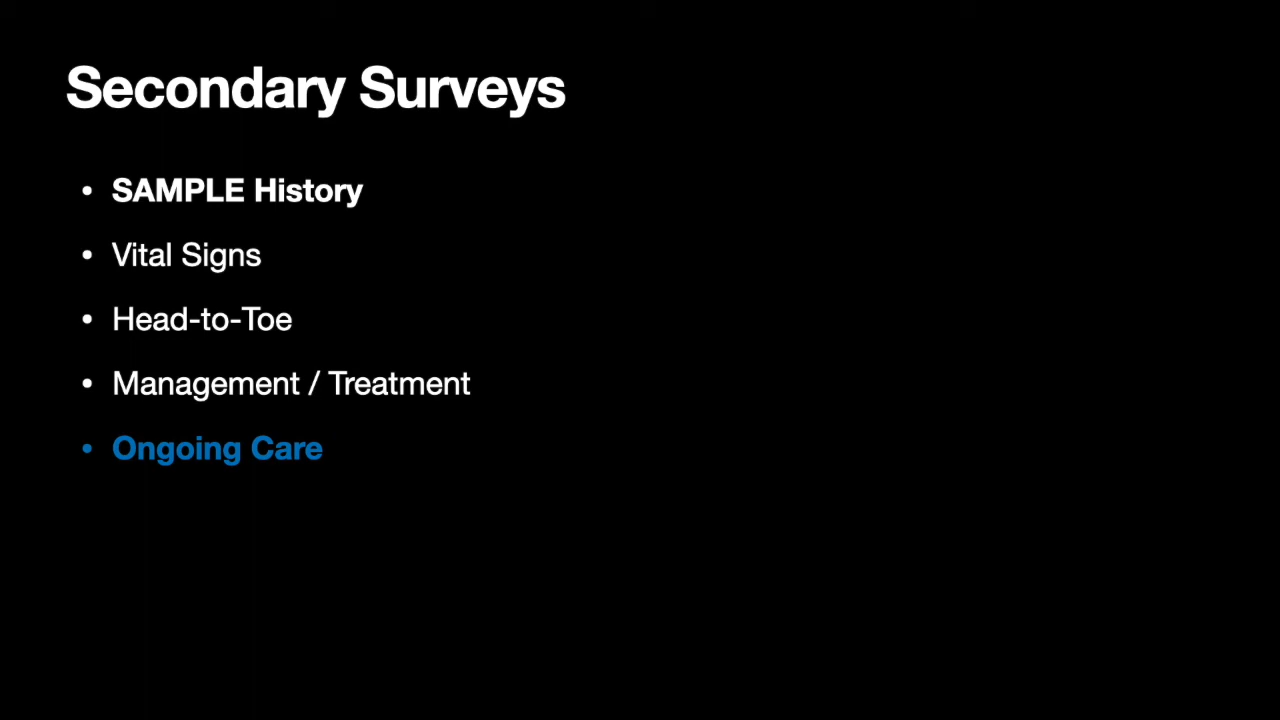 Secondary Surveys
• SAMPLE History
• Vital Signs
• Head-to-Toe
• Management / Treatment
• Ongoing Care